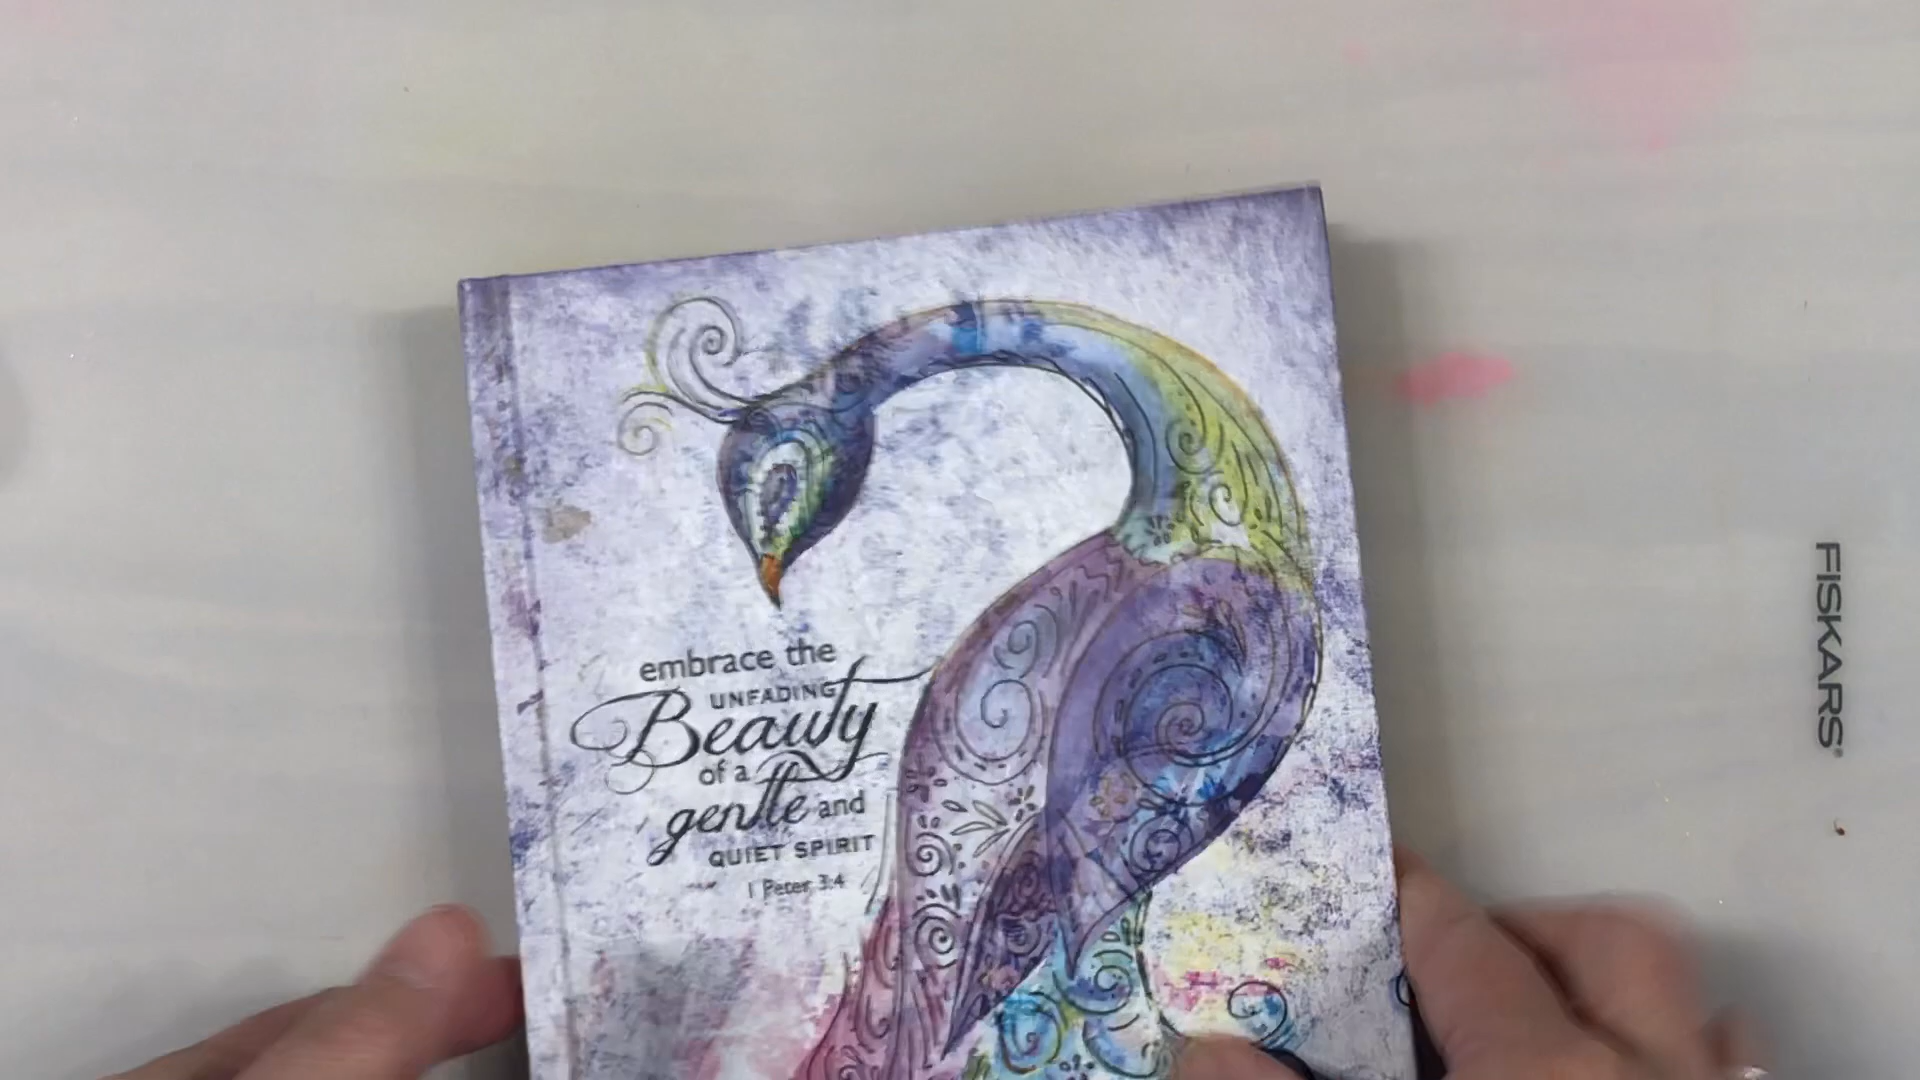 embrace the
UNFADING
Beauty
of a
gentle and
QUIET SPIRIT
1 Peter 3:4
FISKARS®